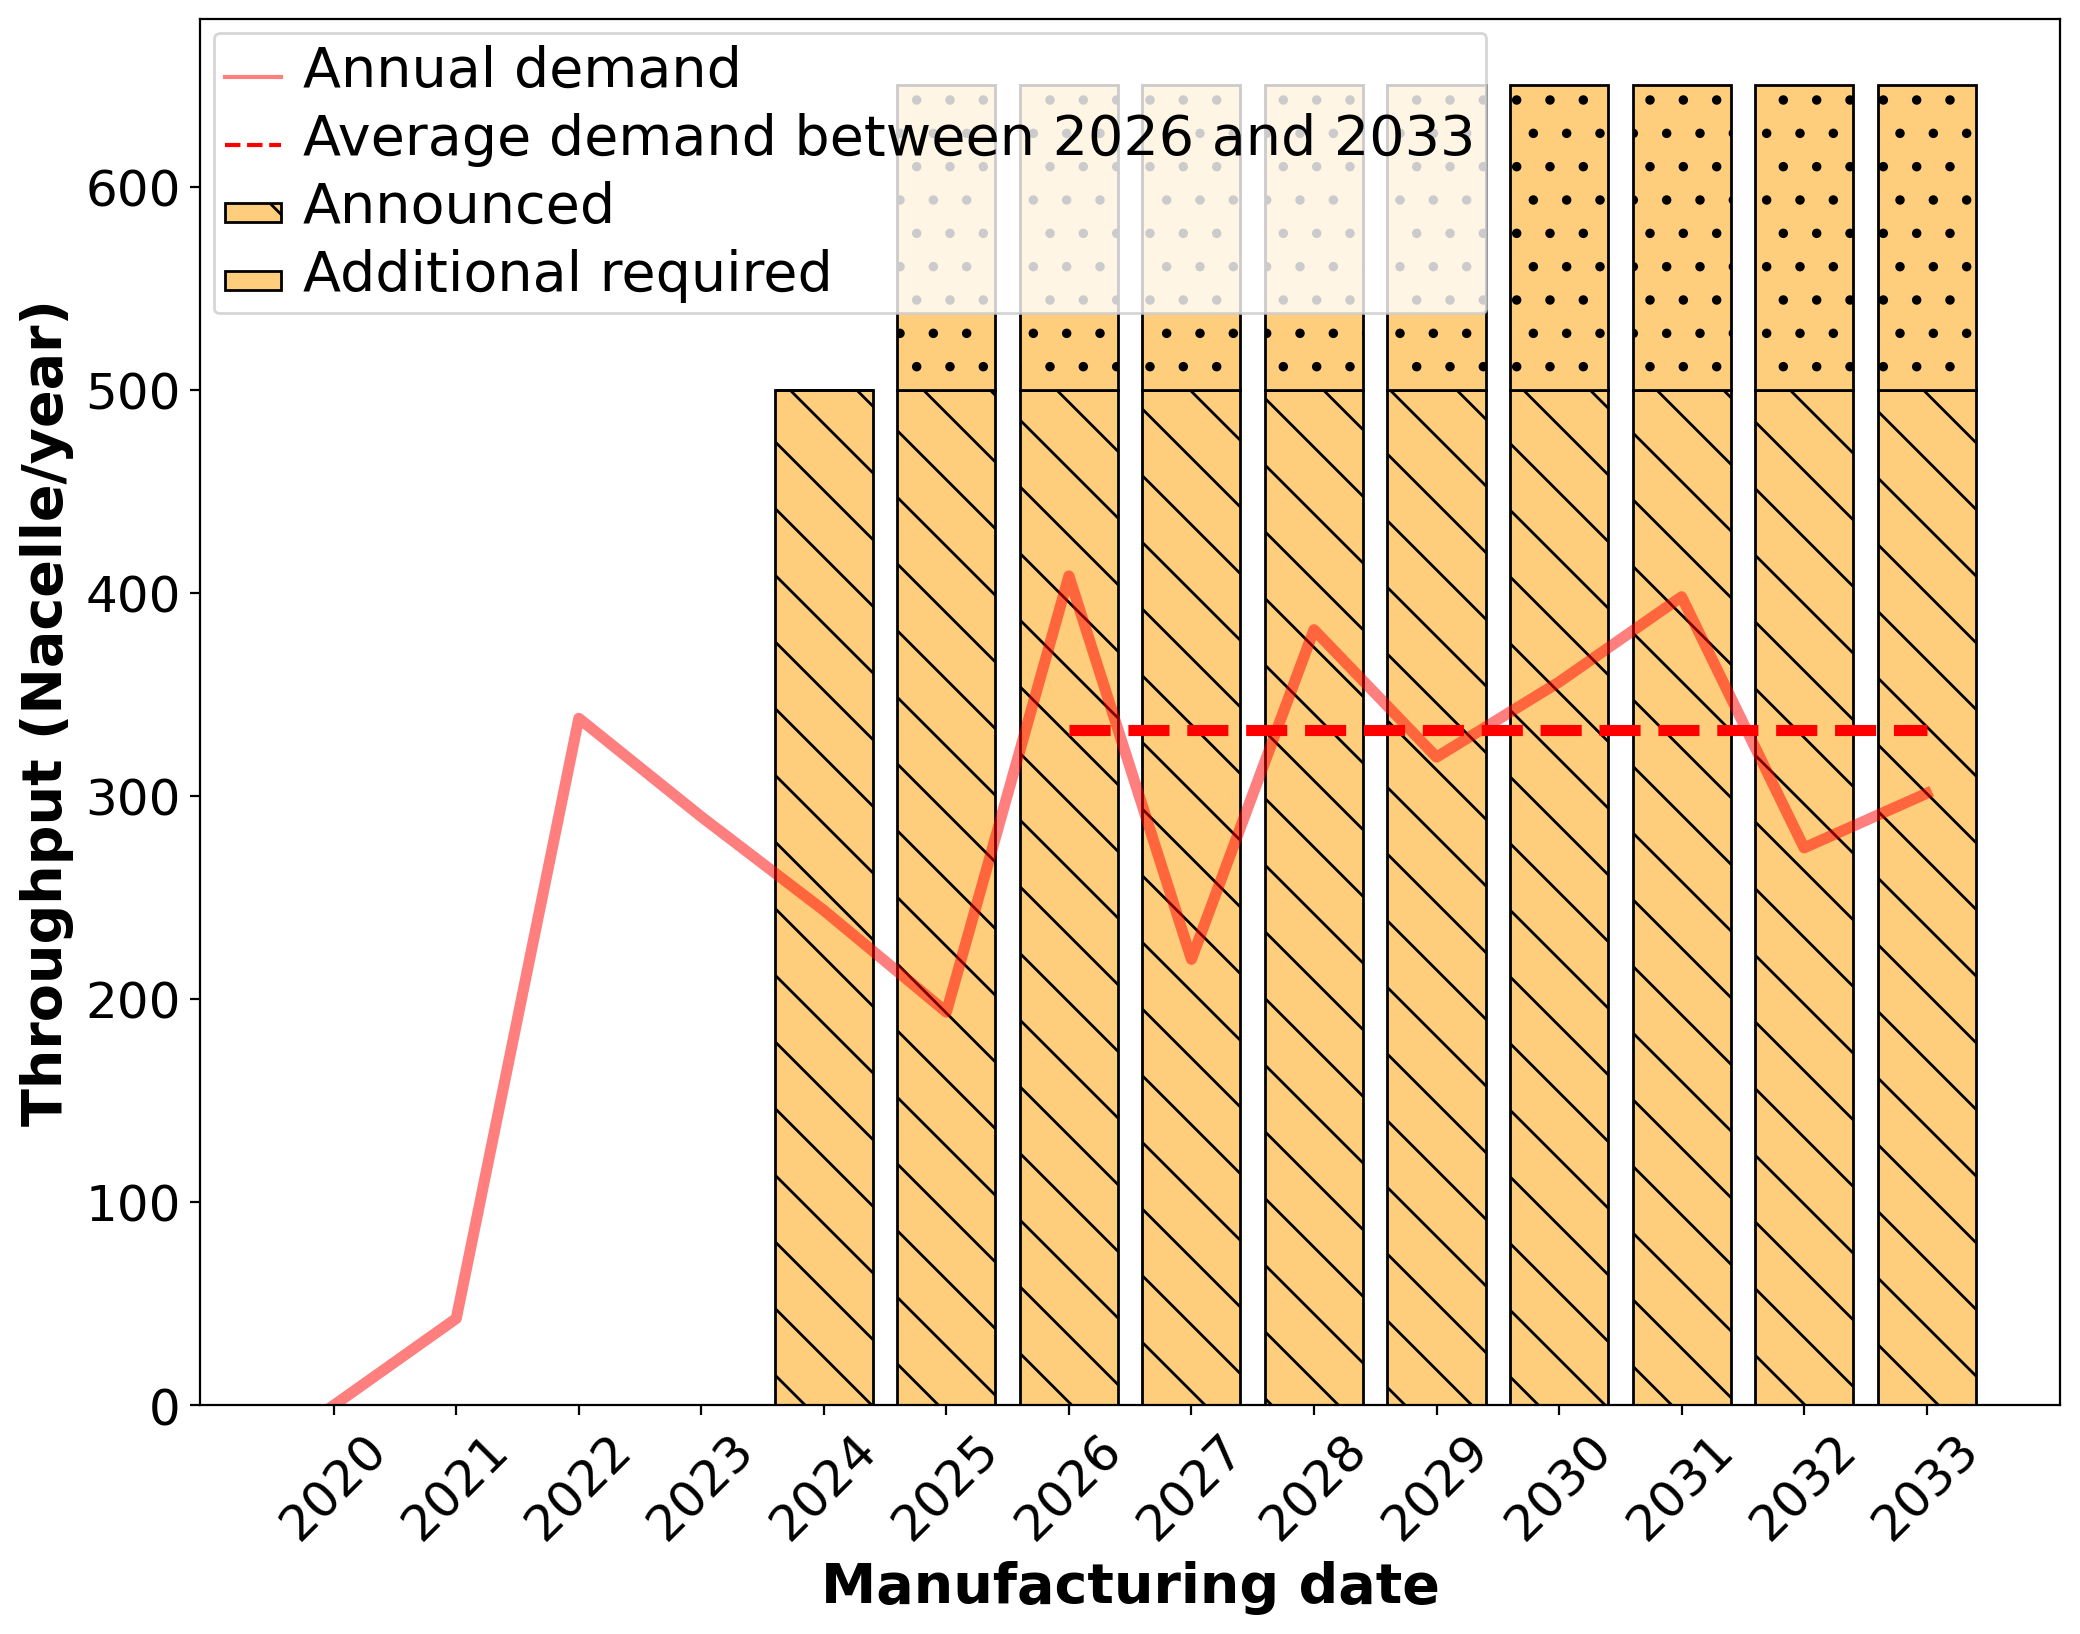 Annual demand
Average demand between 2026 and 2033
Announced
Additional required
Throughput (Nacelle/year)
600
500
400
300
200
100
0
2020 2021 2022 2023 2024 2025 2026 2027 2028 2029 2030 2031 2032 2033
Manufacturing date